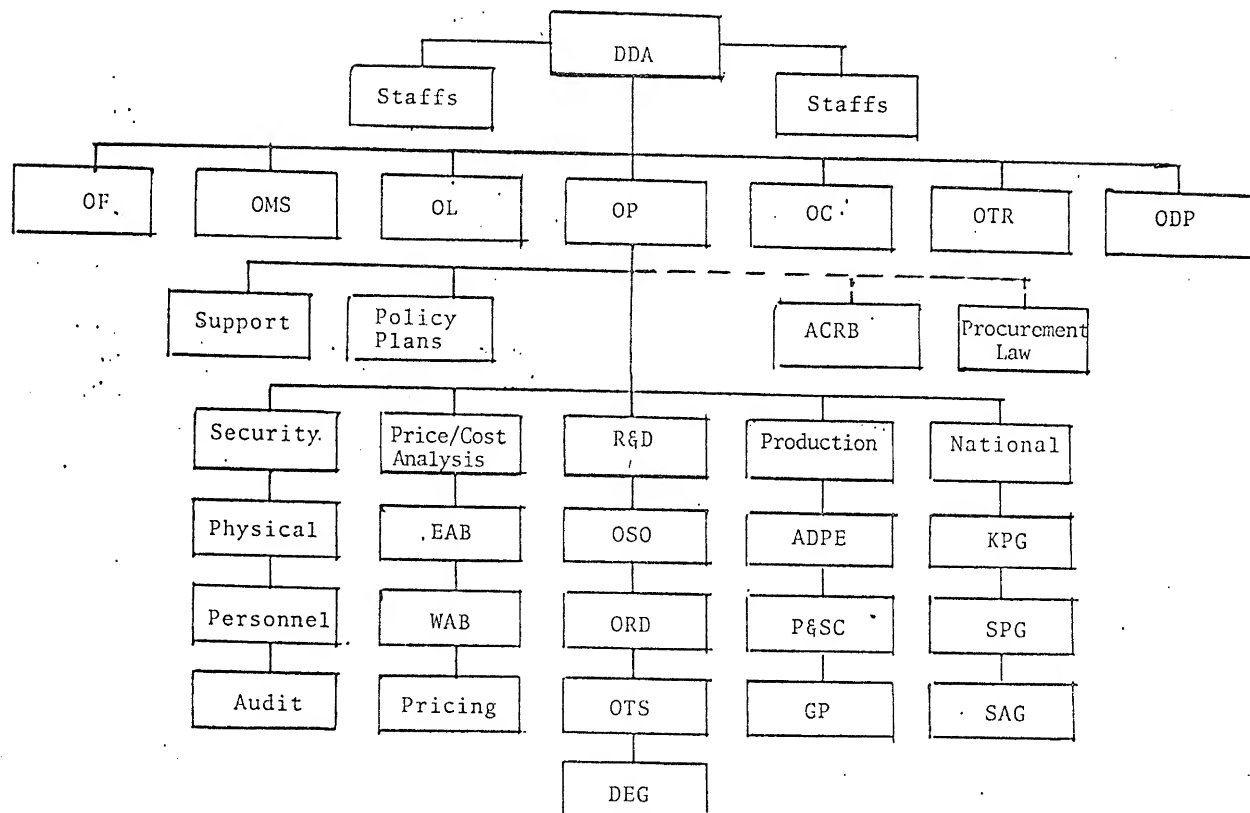 DDA
Staffs
Staffs
OF
OMS
OL
OP
OC
OTR
ODP
Support
Policy
Plans
ACRB
Procurement
Law
Security
Price/Cost
Analysis
R&D
Production
National
Physical
EAB
OSO
ADPE
KPG
Personnel
WAB
ORD
P&SC
SPG
Audit
Pricing
OTS
GP
SAG
DEG